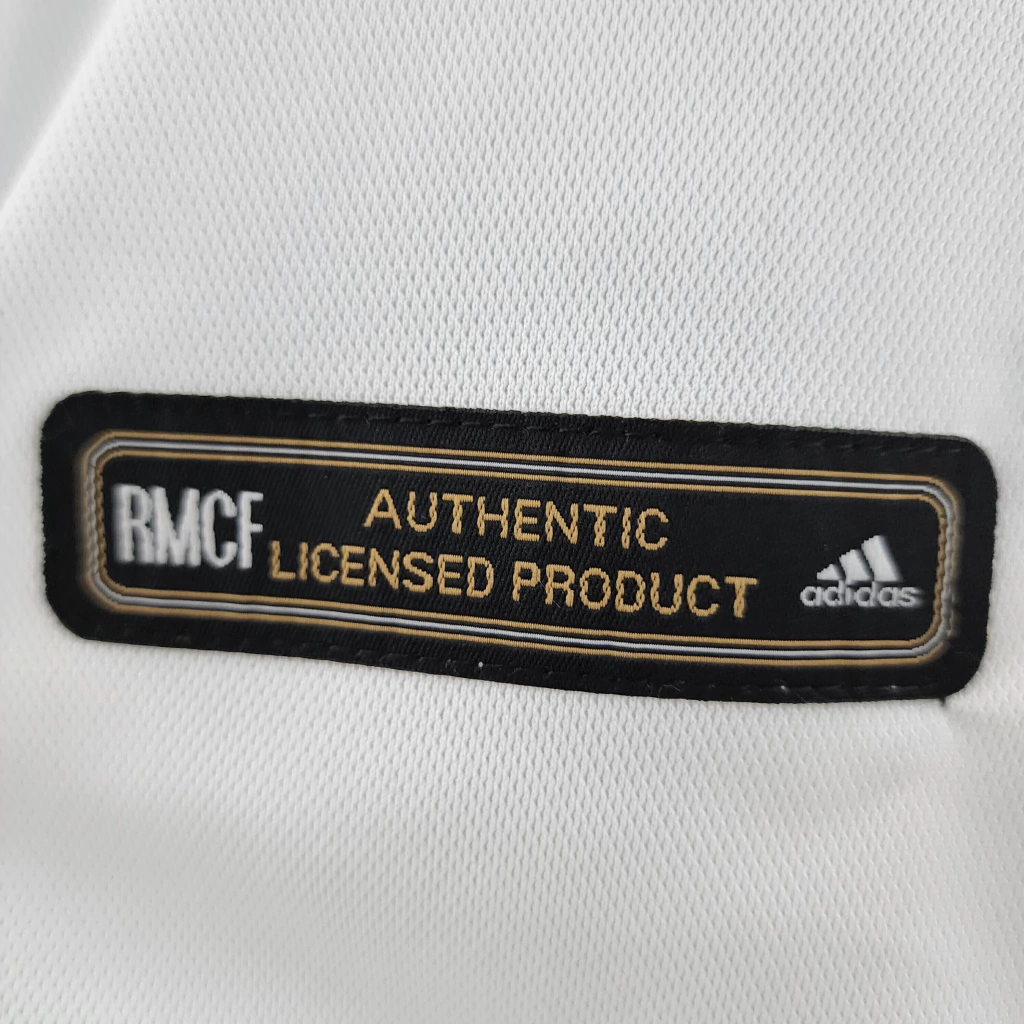 RMCF
AUTHENTIC
LICENSED PRODUCT
adidas